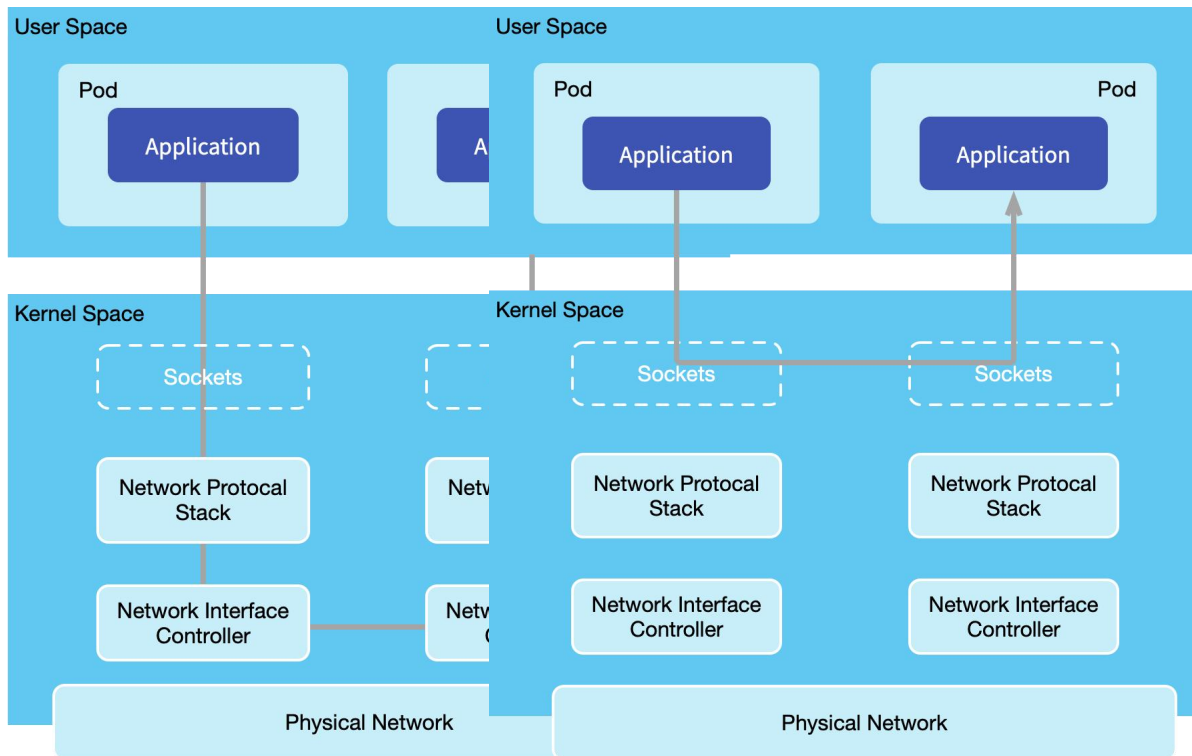 User Space
Pod
Application
A
Kernel Space
Sockets
Network Protocal
Stack
Netw
Network Interface
Controller
Netw
C
Physical Network
User Space
Pod
Application
Pod
Application
Kernel Space
Sockets
Sockets
Network Protocal
Stack
Network Protocal
Stack
Network Interface
Controller
Network Interface
Controller
Physical Network